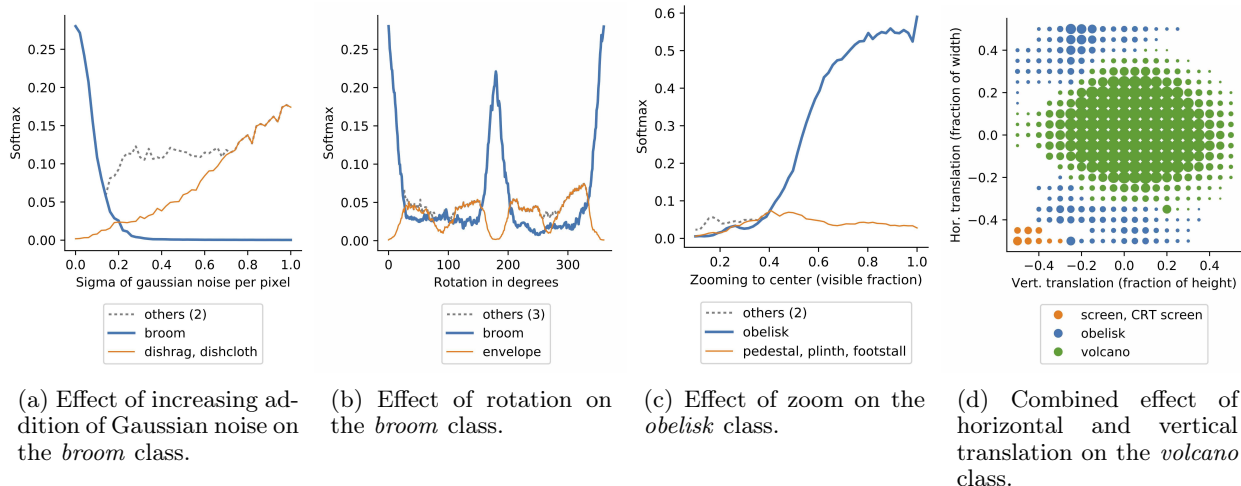 0.25
0.20
0.15
0.10
0.05
0.00
Softmax
0.0 0.2 0.4 0.6 0.8 1.0
Sigma of gaussian noise per pixel
others (2)
broom
dishrag, dishcloth
(a) Effect of increasing ad-
dition of Gaussian noise on
the broom class.
0.25
0.20
0.15
0.10
0.05
0.00
Softmax
0 100 200 300
Rotation in degrees
others (3)
broom
envelope
(b) Effect of rotation on
the broom class.
0.6
0.5
0.4
0.3
0.2
0.1
0.0
Softmax
0.2 0.4 0.6 0.8 1.0
Zooming to center (visible fraction)
others (2)
obelisk
pedestal, plinth, footstall
(c) Effect of zoom on the
obelisk class.
0.4
0.2
0.0
−0.2
−0.4
Hor. translation (fraction of width)
−0.4 −0.2 0.0 0.2 0.4
Vert. translation (fraction of height)
screen, CRT screen
obelisk
volcano
(d) Combined effect of
horizontal and vertical
translation on the volcano
class.